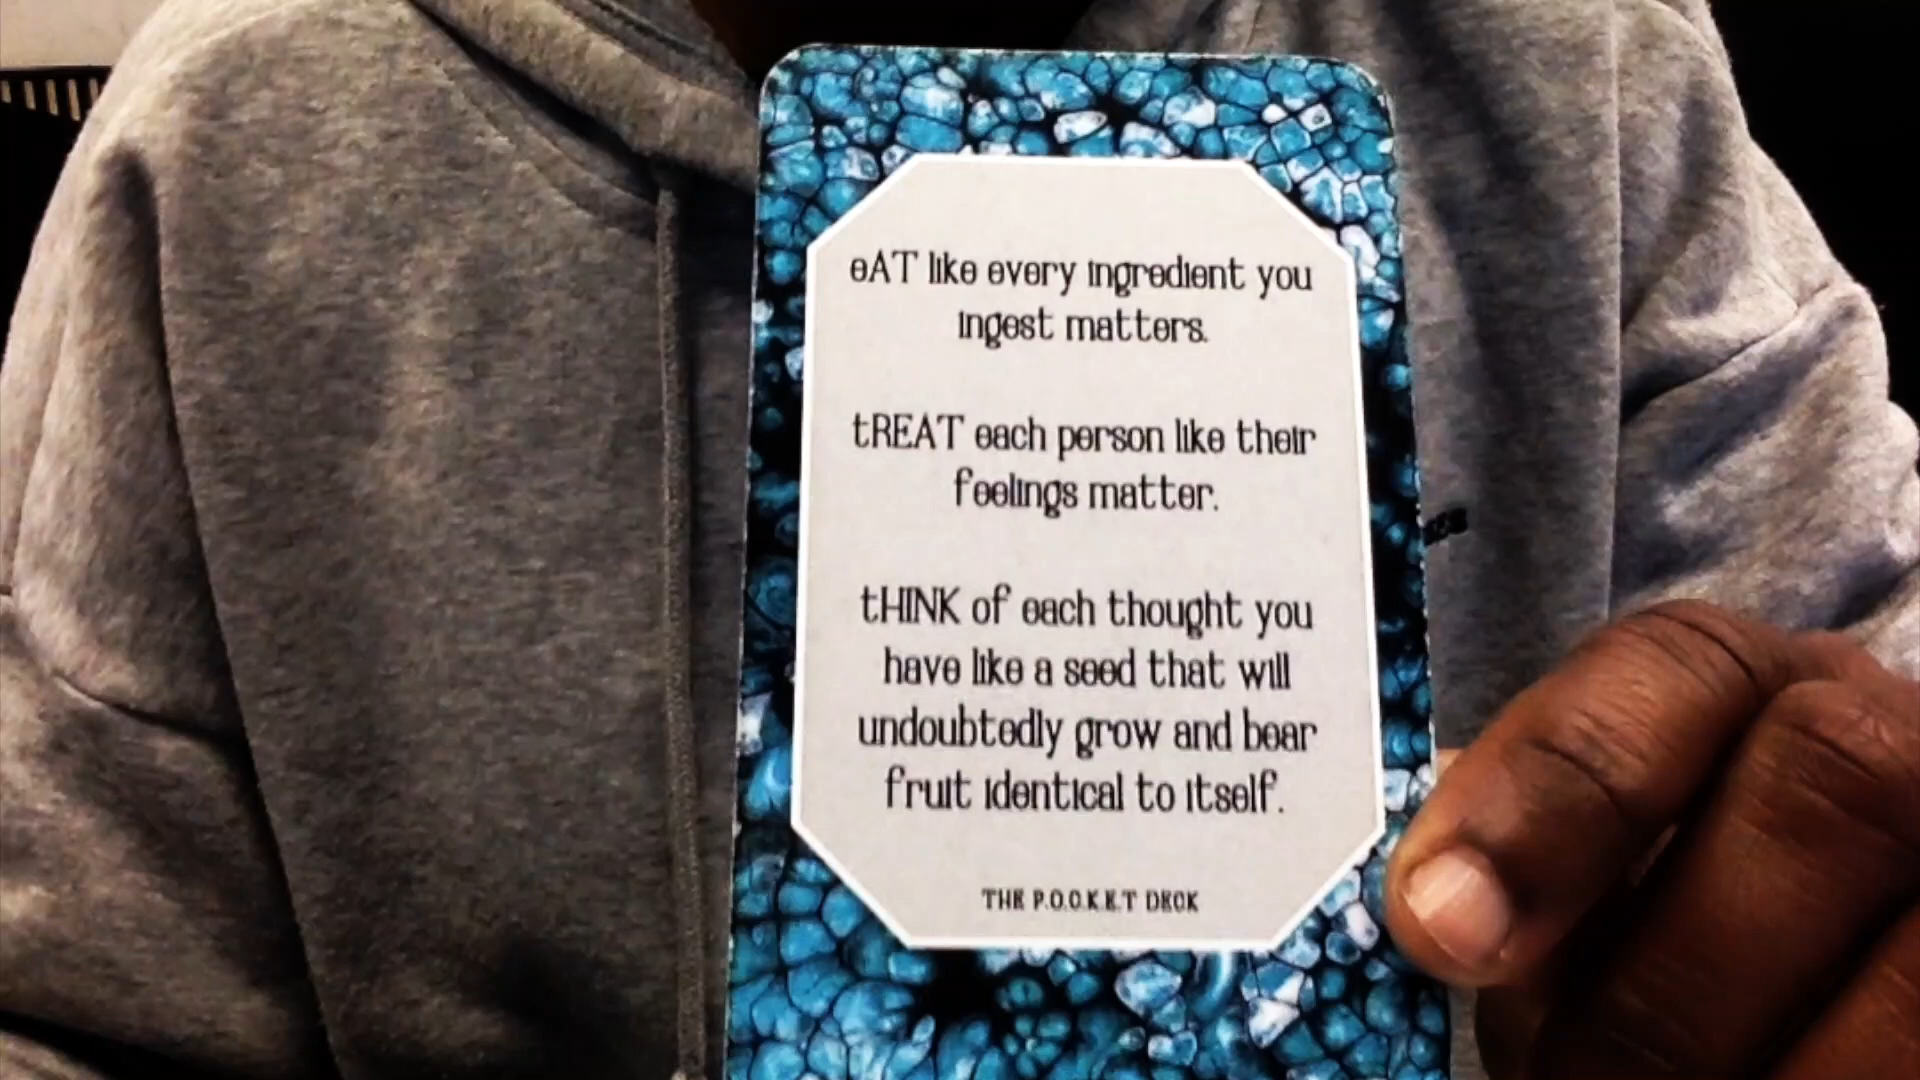 eAT like every ingredient you
ingest matters.
tREAT each person like their
feelings matter.
tHINK of each thought you
have like a seed that will
undoubtedly grow and bear
fruit identical to itself.
THE P.O.C.K.E.T DECK